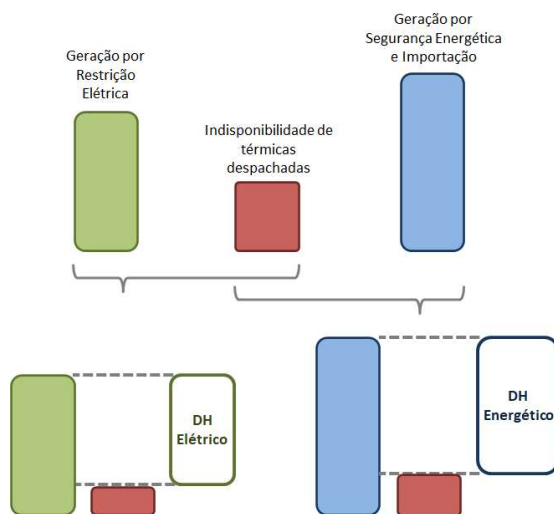 Geração por
Restrição
Elétrica
Indisponibilidade de
térmicas
despachadas
Geração por
Segurança Energética
e Importação
DH
Elétrico
DH
Energético